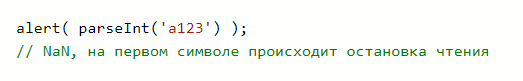 alert( parseInt('a123') );
// NaN, на первом символе происходит остановка чтения